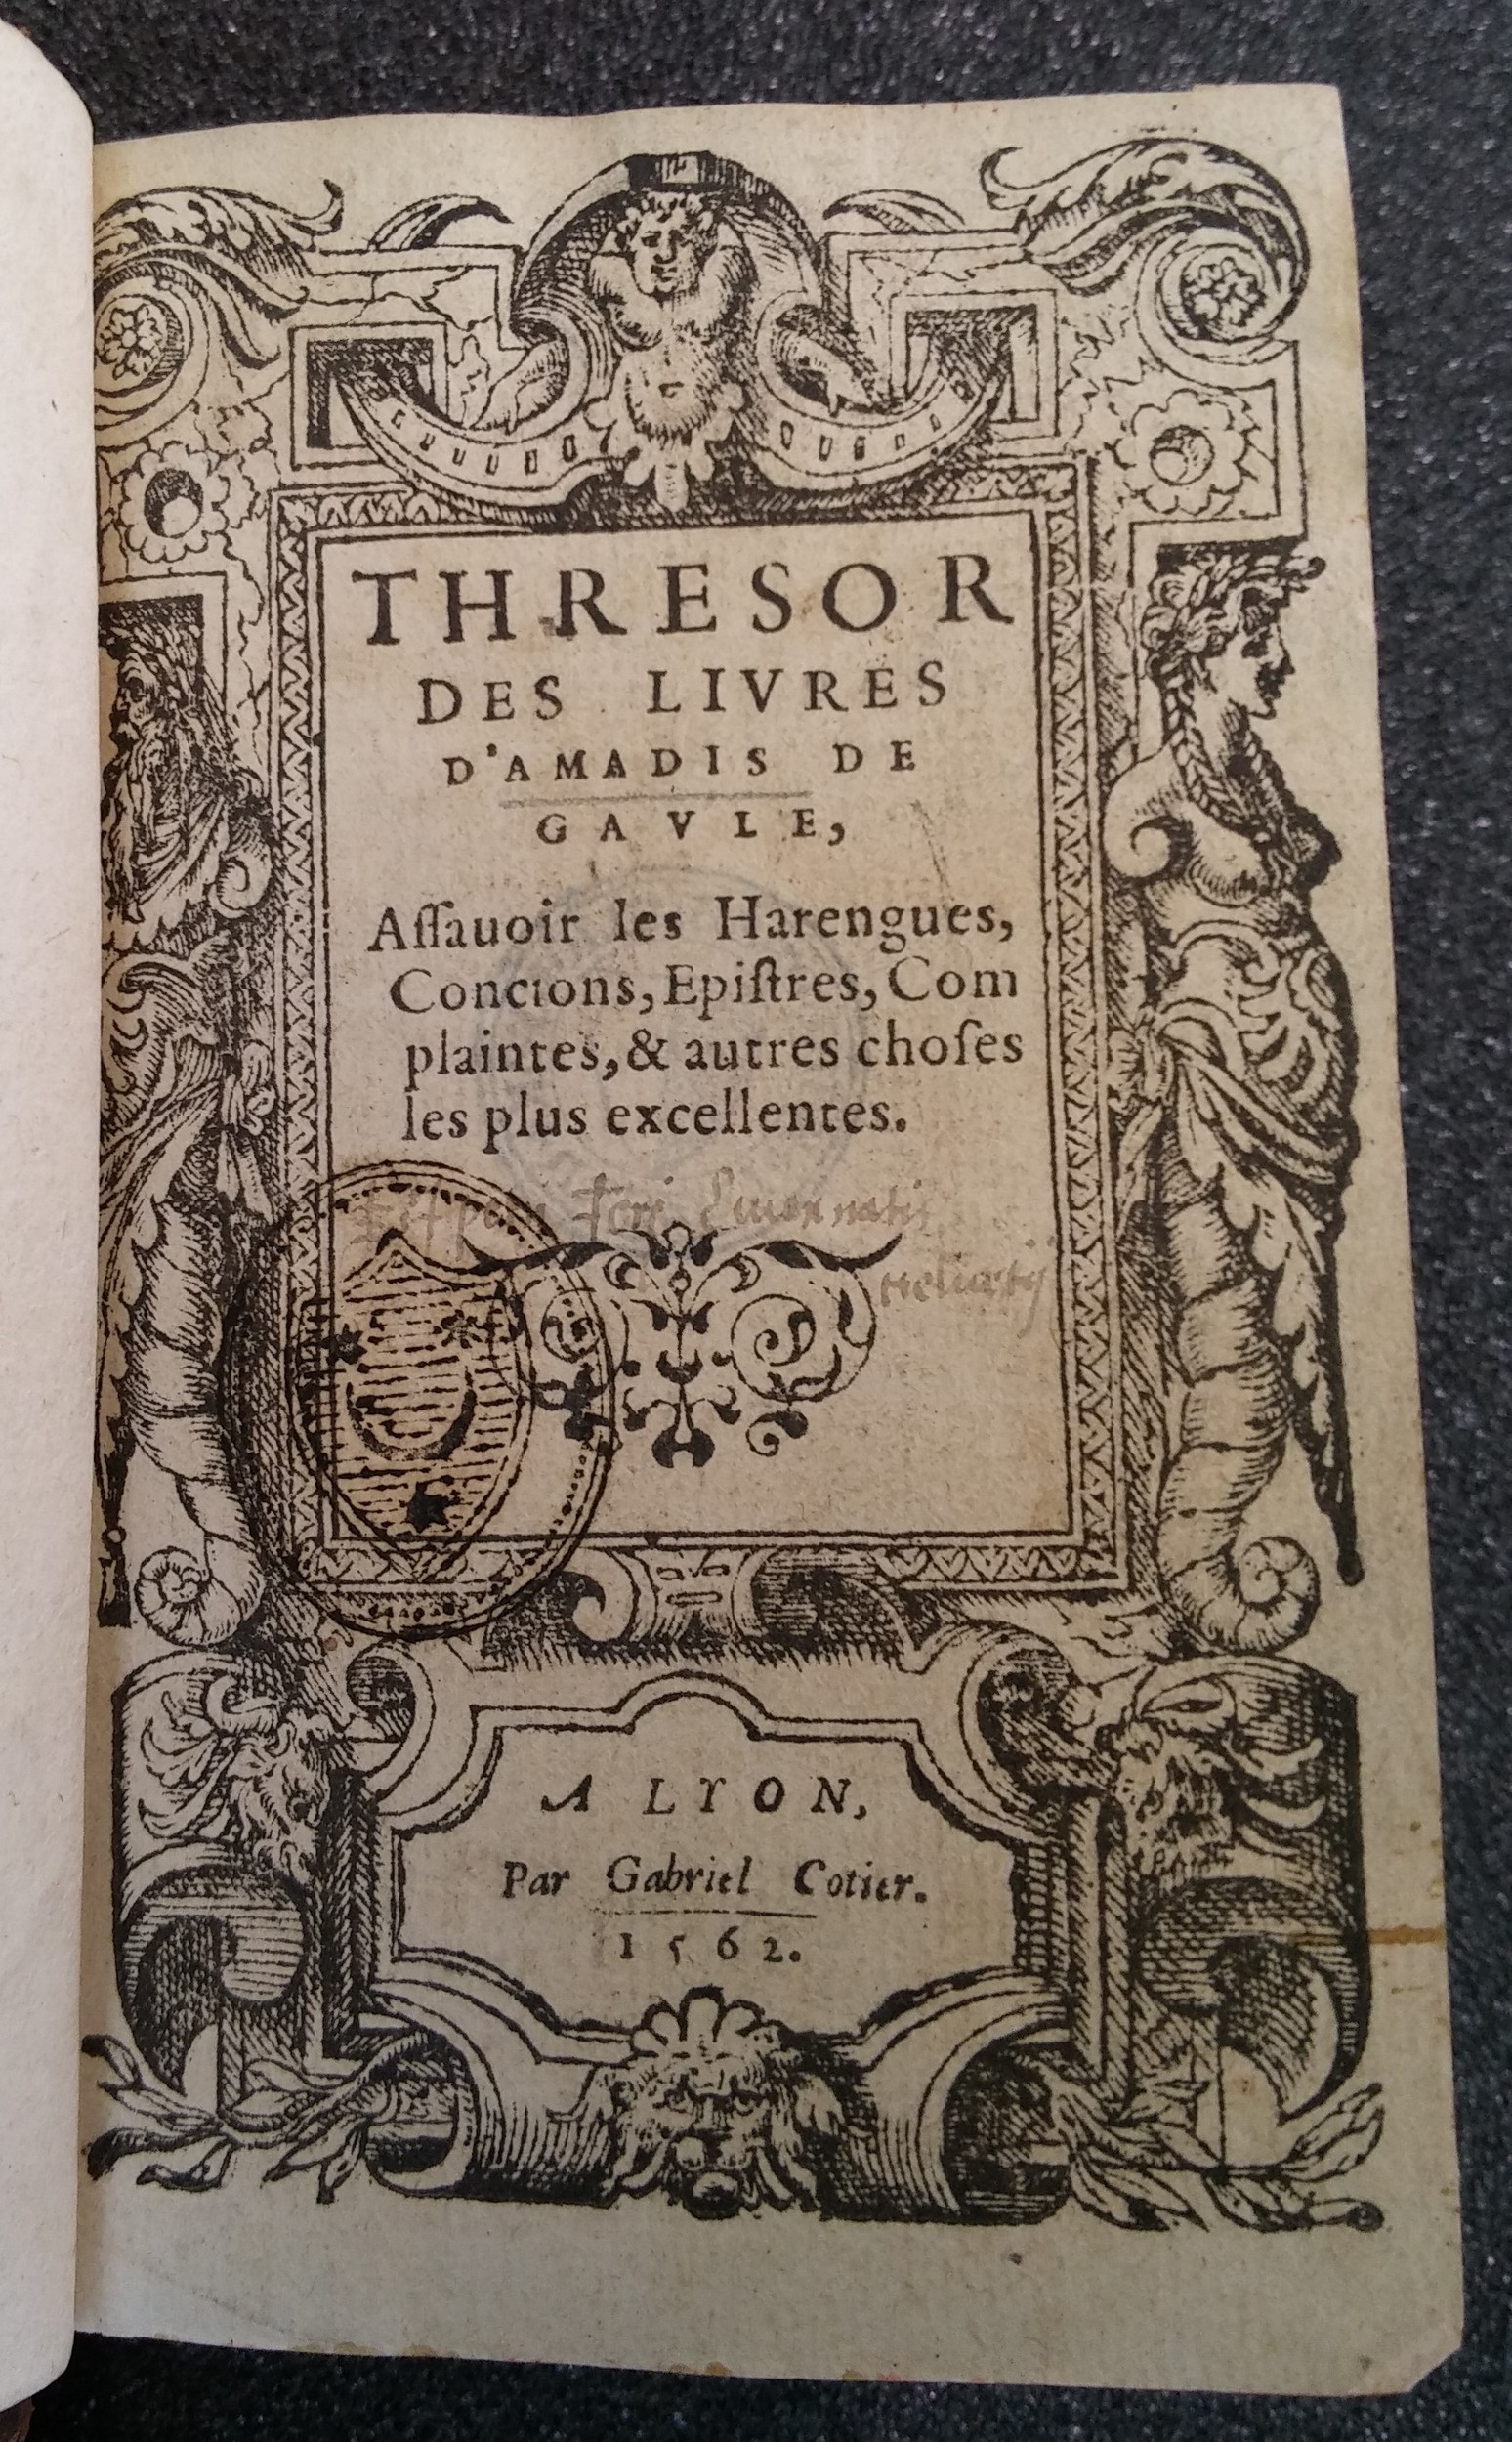 THRESOR
DES LIVRES
D'AMADIS DE
GAVLE,
Aſſauoir les Harengues,
Concions, Epiſtres, Com
plaintes, & autres choſes
les plus excellentes.
A LYON,
Par Gabriel Cotier.
1562.